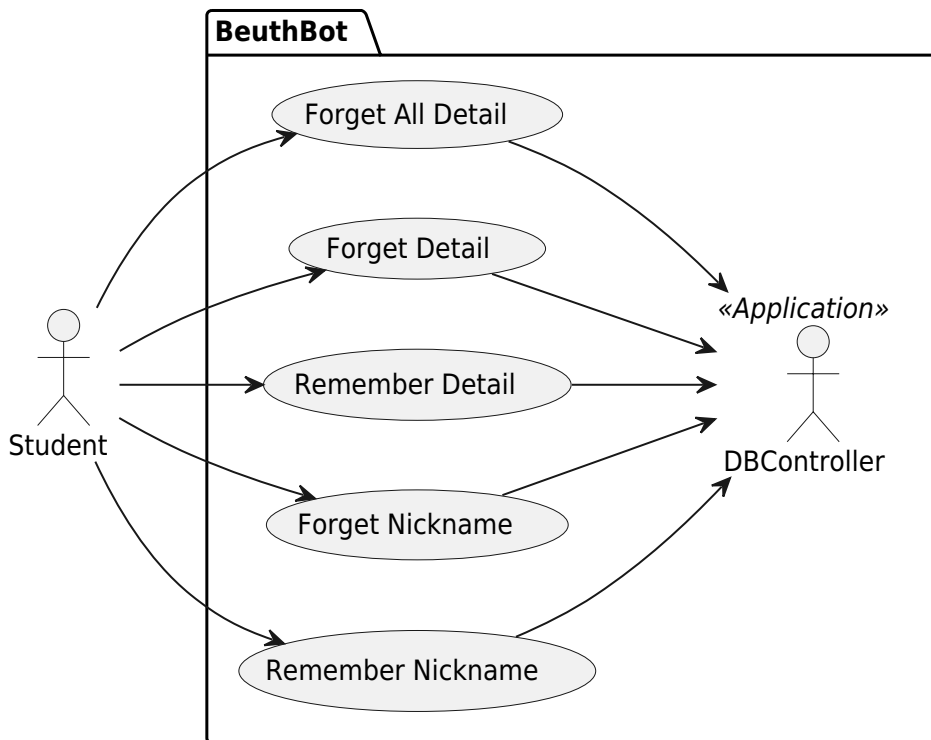 BeuthBot
Forget All Detail
Forget Detail
«Application»
Remember Detail
Student
DBController
Forget Nickname
Remember Nickname